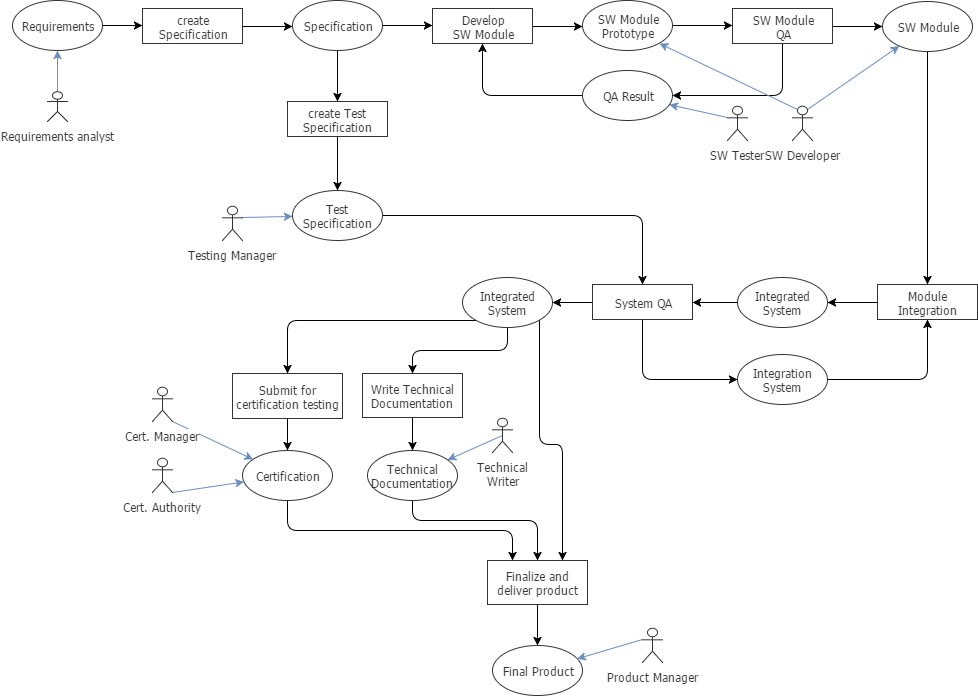 Requirements
create
Specification
Specification
Develop
SW Module
SW Module
Prototype
SW Module
QA
SW Module
QA Result
Requirements analyst
create Test
Specification
SW Tester
SW Developer
Test
Specification
Testing Manager
Integrated
System
System QA
Integrated
System
Module
Integration
Integration
System
Submit for
certification testing
Write Technical
Documentation
Cert. Manager
Certification
Technical
Documentation
Technical
Writer
Cert. Authority
Finalize and
deliver product
Final Product
Product Manager